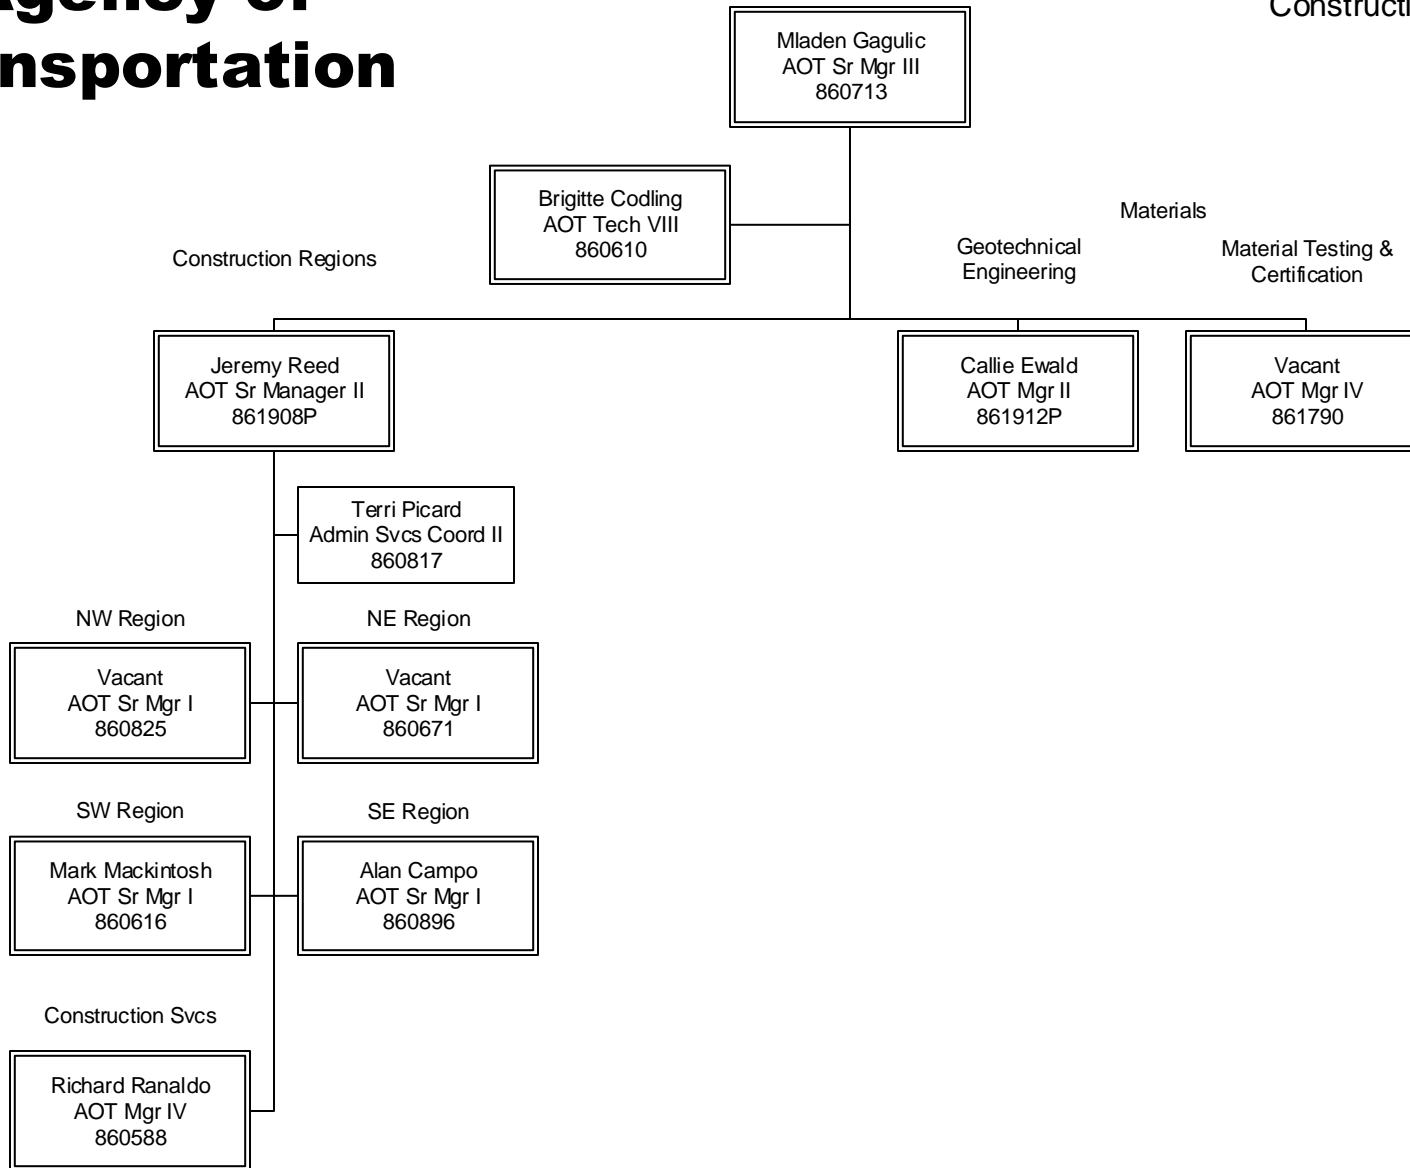 Agency of
nsportation
Constructi
Mladen Gagulic
AOT Sr Mgr III
860713
Brigitte Codling
AOT Tech VIII
860610
Materials
Construction Regions
Geotechnical
Engineering
Material Testing &
Certification
Jeremy Reed
AOT Sr Manager II
861908P
Callie Ewald
AOT Mgr II
861912P
Vacant
AOT Mgr IV
861790
Terri Picard
Admin Svcs Coord II
860817
NW Region
NE Region
Vacant
AOT Sr Mgr I
860825
Vacant
AOT Sr Mgr I
860671
SW Region
SE Region
Mark Mackintosh
AOT Sr Mgr I
860616
Alan Campo
AOT Sr Mgr I
860896
Construction Svcs
Richard Ranaldo
AOT Mgr IV
860588